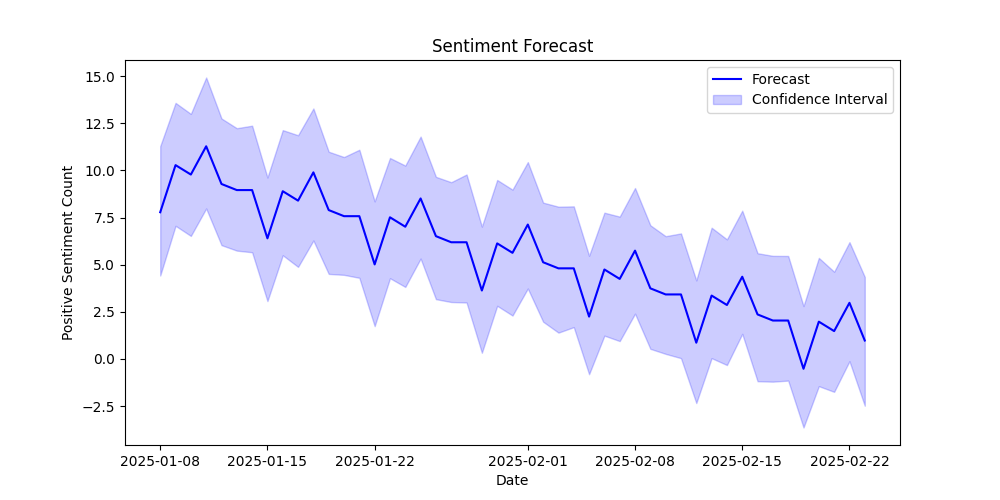 Sentiment Forecast
Forecast
Confidence Interval
Positive Sentiment Count
15.0
12.5
10.0
7.5
5.0
2.5
0.0
−2.5
2025-01-08 2025-01-15 2025-01-22 2025-02-01 2025-02-08 2025-02-15 2025-02-22
Date